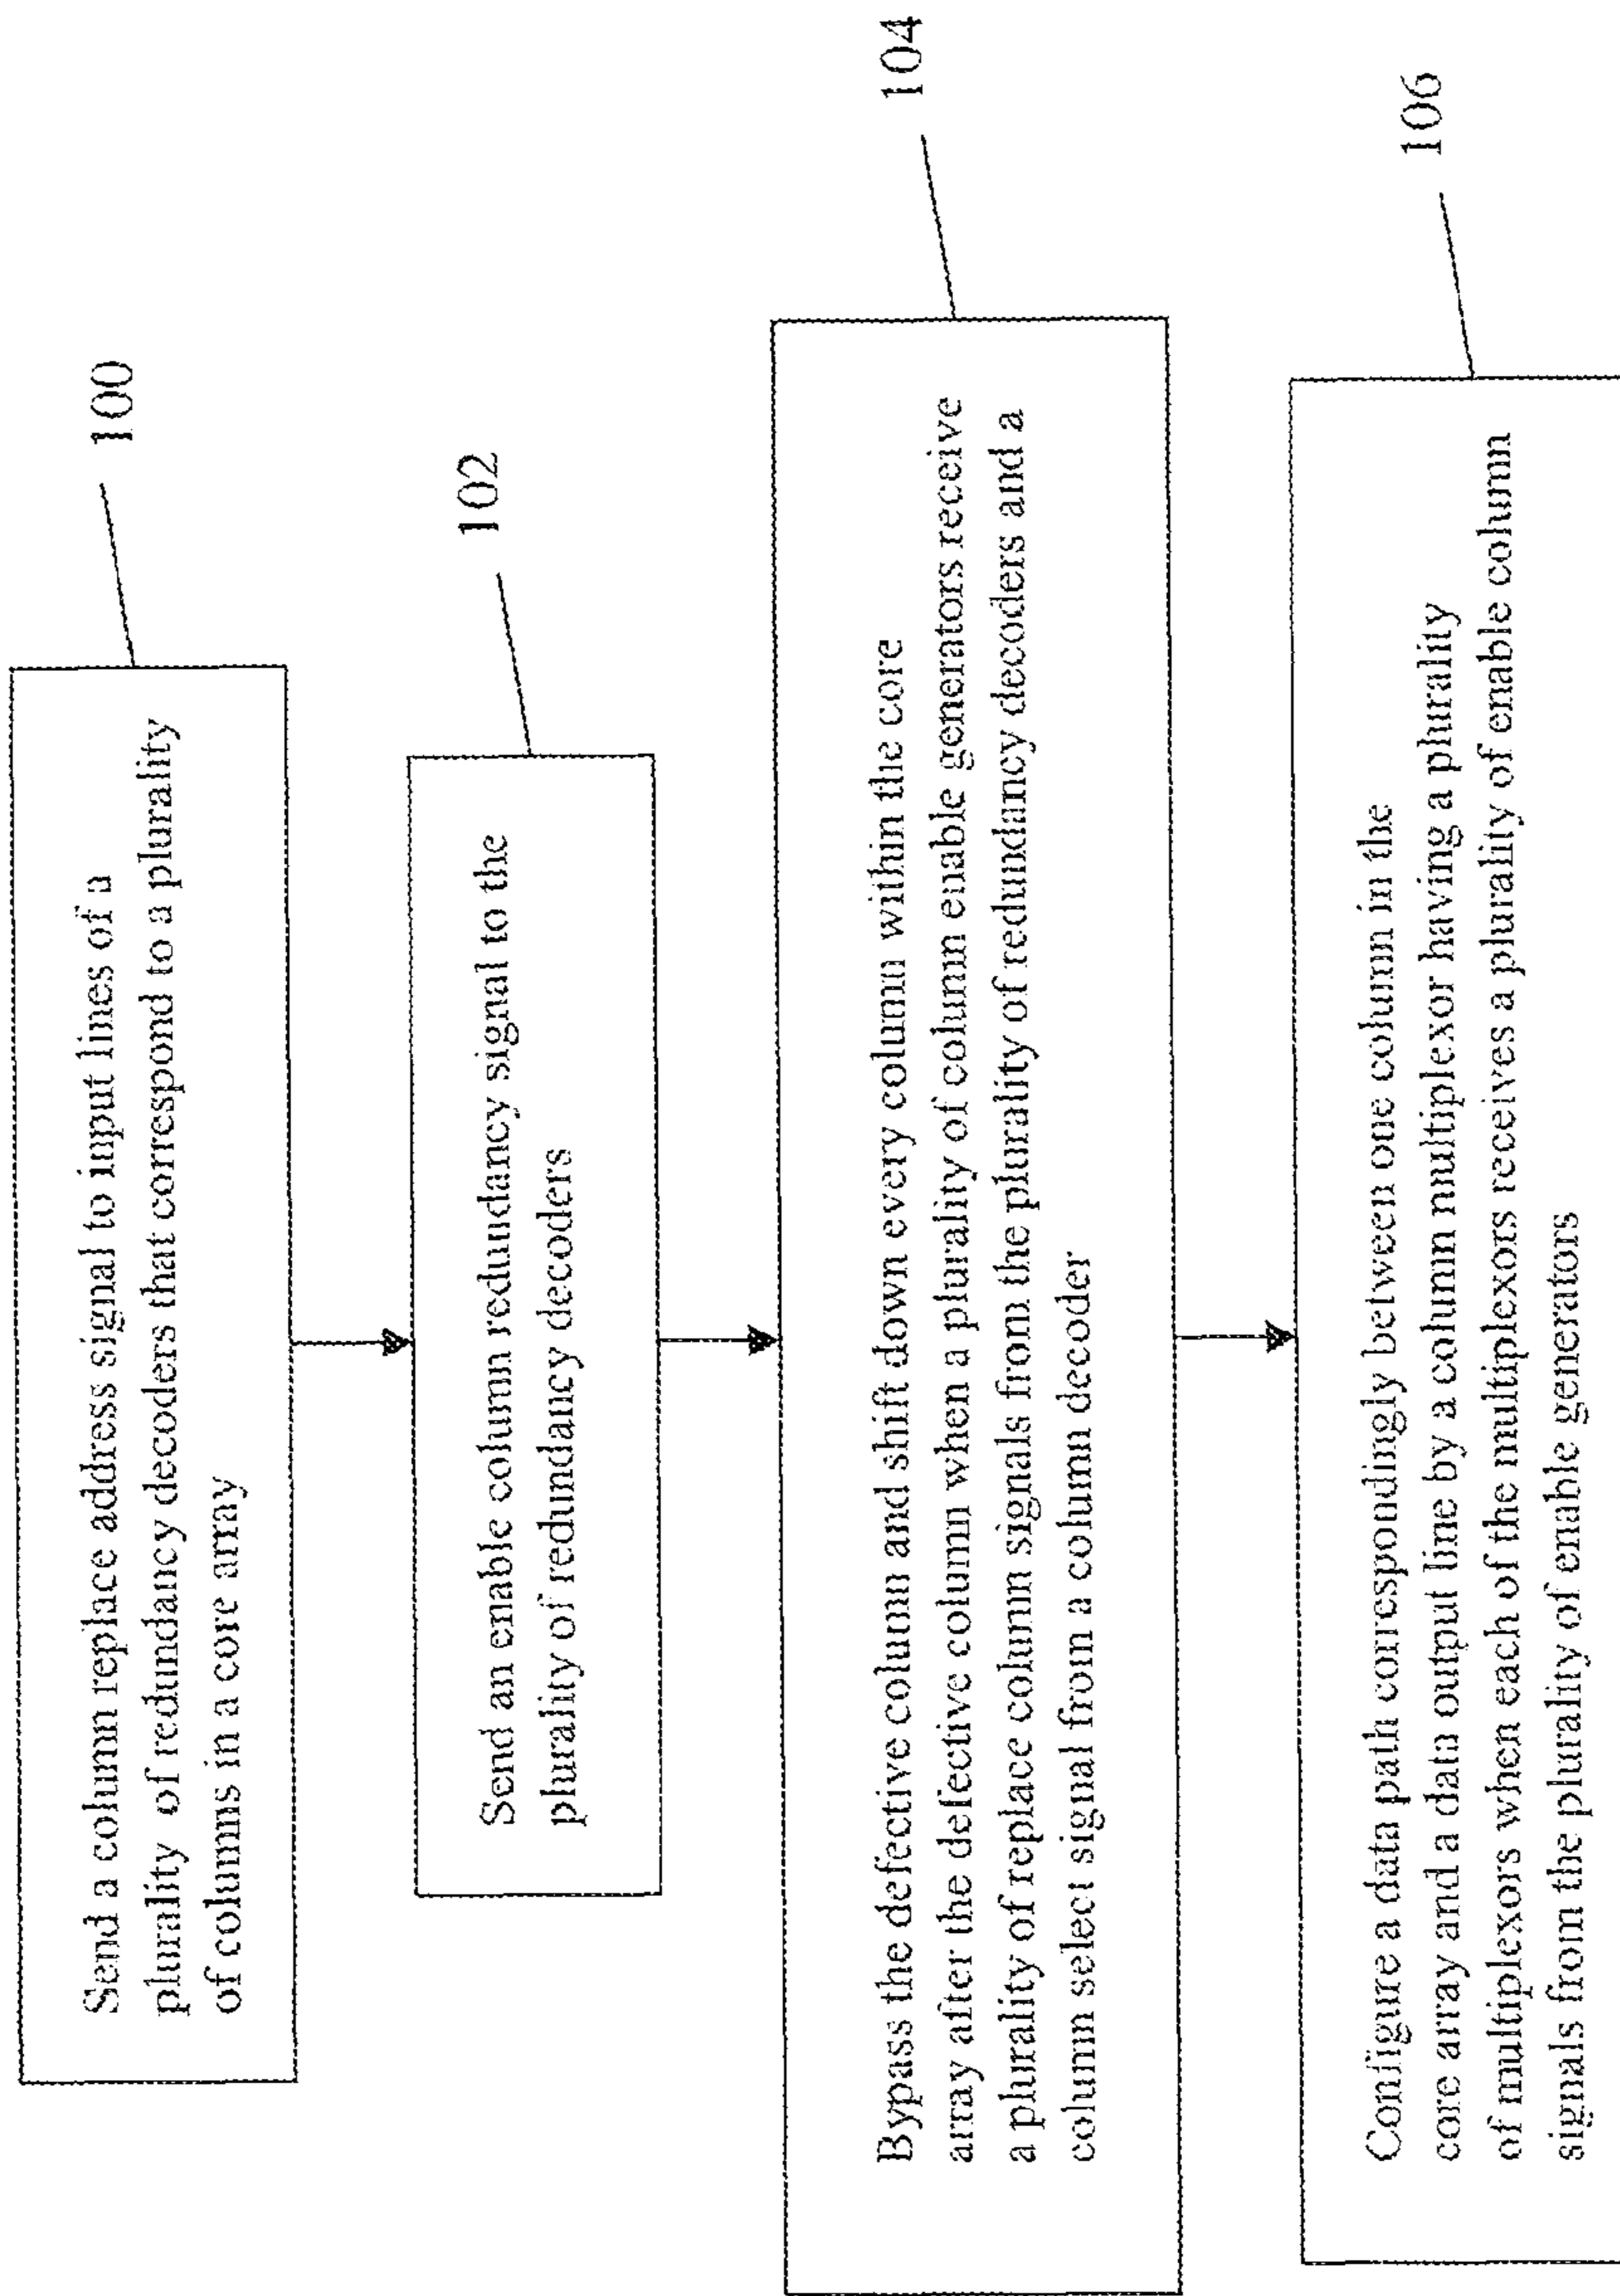 Send a column replace address signal to input lines of a
plurality of redundancy decoders that correspond to a plurality
of columns in a core array
100
Send an enable column redundancy signal to the
plurality of redundancy decoders
102
Bypass the defective column and shift down every column within the core
array after the defective column when a plurality of column enable generators receive
a plurality of replace column signals from the plurality of redundancy decoders and a
column select signal from a column decoder
104
Configure a data path correspondingly between one column in the
core array and a data output line by a column multiplexor having a plurality
of multiplexors when each of the multiplexors receives a plurality of enable column
signals from the plurality of enable generators
106